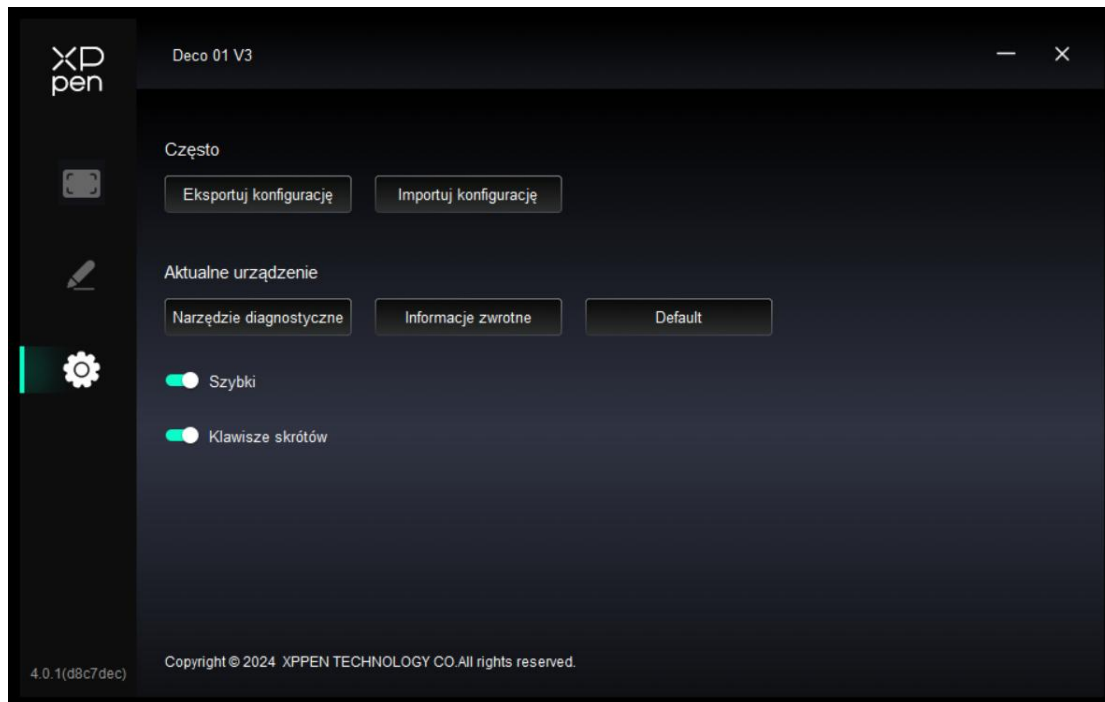 XP
pen
Deco 01 V3
Często
Eksportuj konfigurację
Importuj konfigurację
Aktualne urządzenie
Narzędzie diagnostyczne
Informacje zwrotne
Default
Szybki
Klawisze skrótów
4.0.1(d8c7dec)
Copyright © 2024 XPPEN TECHNOLOGY CO.All rights reserved.